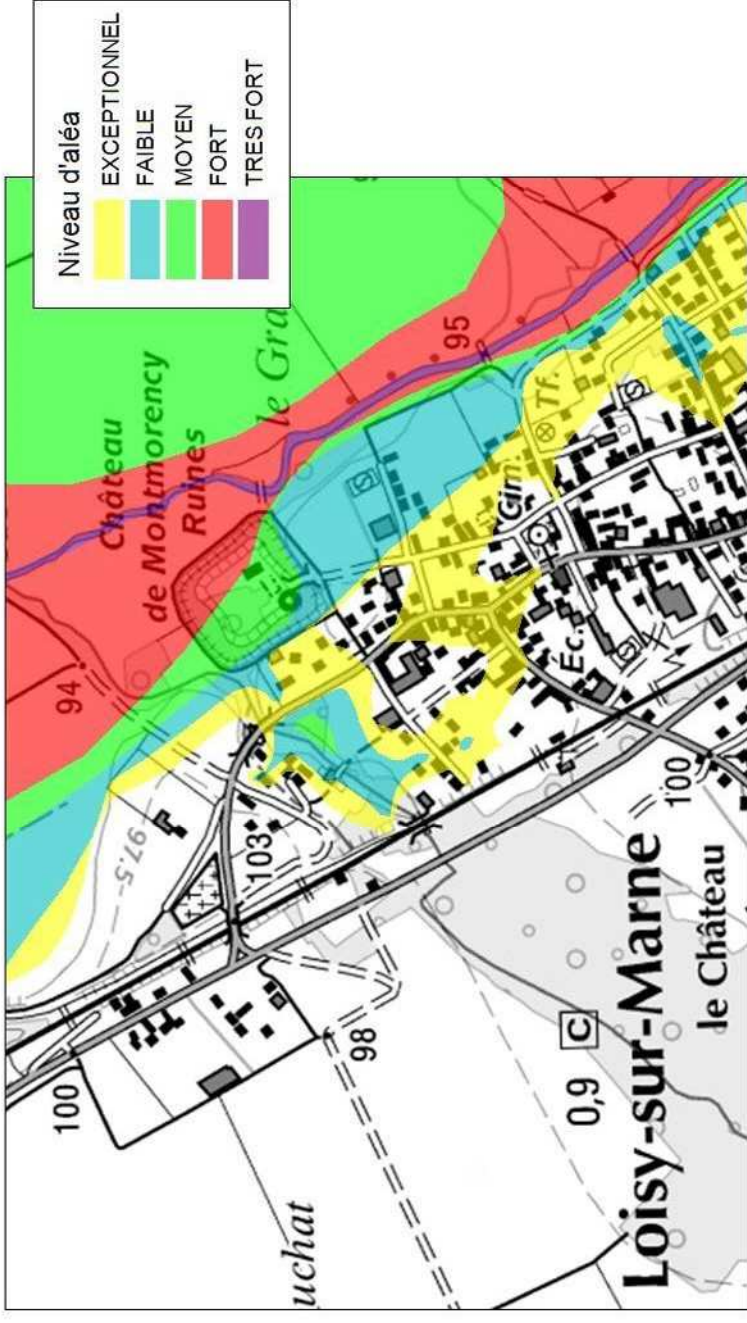 Niveau d'aléa
EXCEPTIONNEL
FAIBLE
MOYEN
FORT
TRES FORT
Château
de Montmorency
Ruines
le Gra
94
95
97.5
103
100
98
uchat
0,9
C
Loisy-sur-Marne
le Château
100
Éc.
Cim.
Tf.
S
S
S